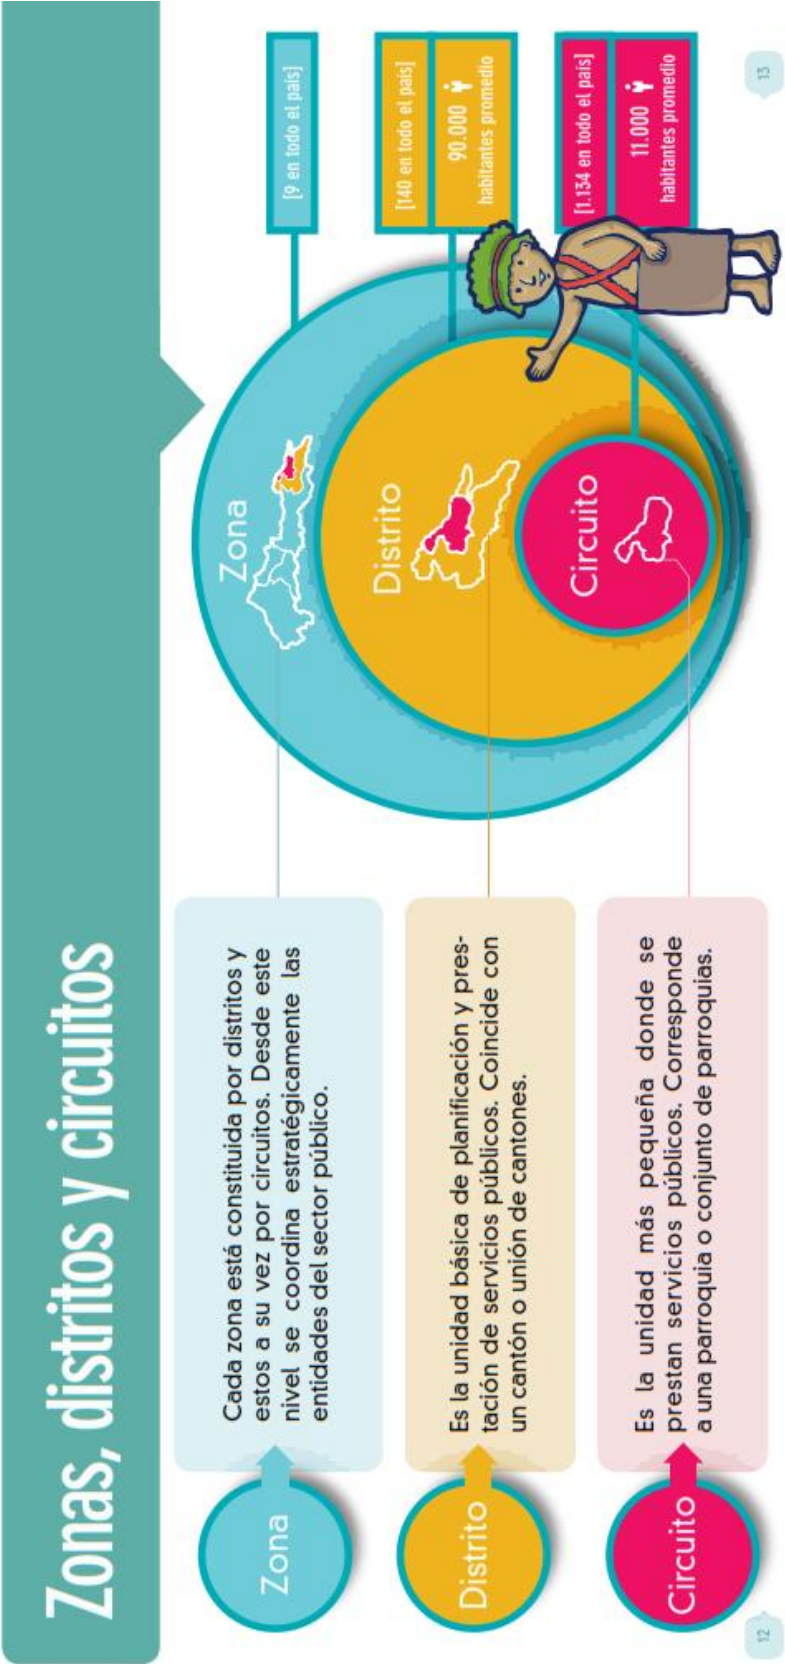 Zonas, distritos y circuitos
Zona
Cada zona está constituida por distritos y
estos a su vez por circuitos. Desde este
nivel se coordina estratégicamente las
entidades del sector público.
Distrito
Es la unidad básica de planificación y pres-
tación de servicios públicos. Coincide con
un cantón o unión de cantones.
Circuito
Es la unidad más pequeña donde se
prestan servicios públicos. Corresponde
a una parroquia o conjunto de parroquias.
Zona
Distrito
Circuito
[9 en todo el país]
[140 en todo el país]
90.000
habitantes promedio
[1.134 en todo el país]
11.000
habitantes promedio
12
13